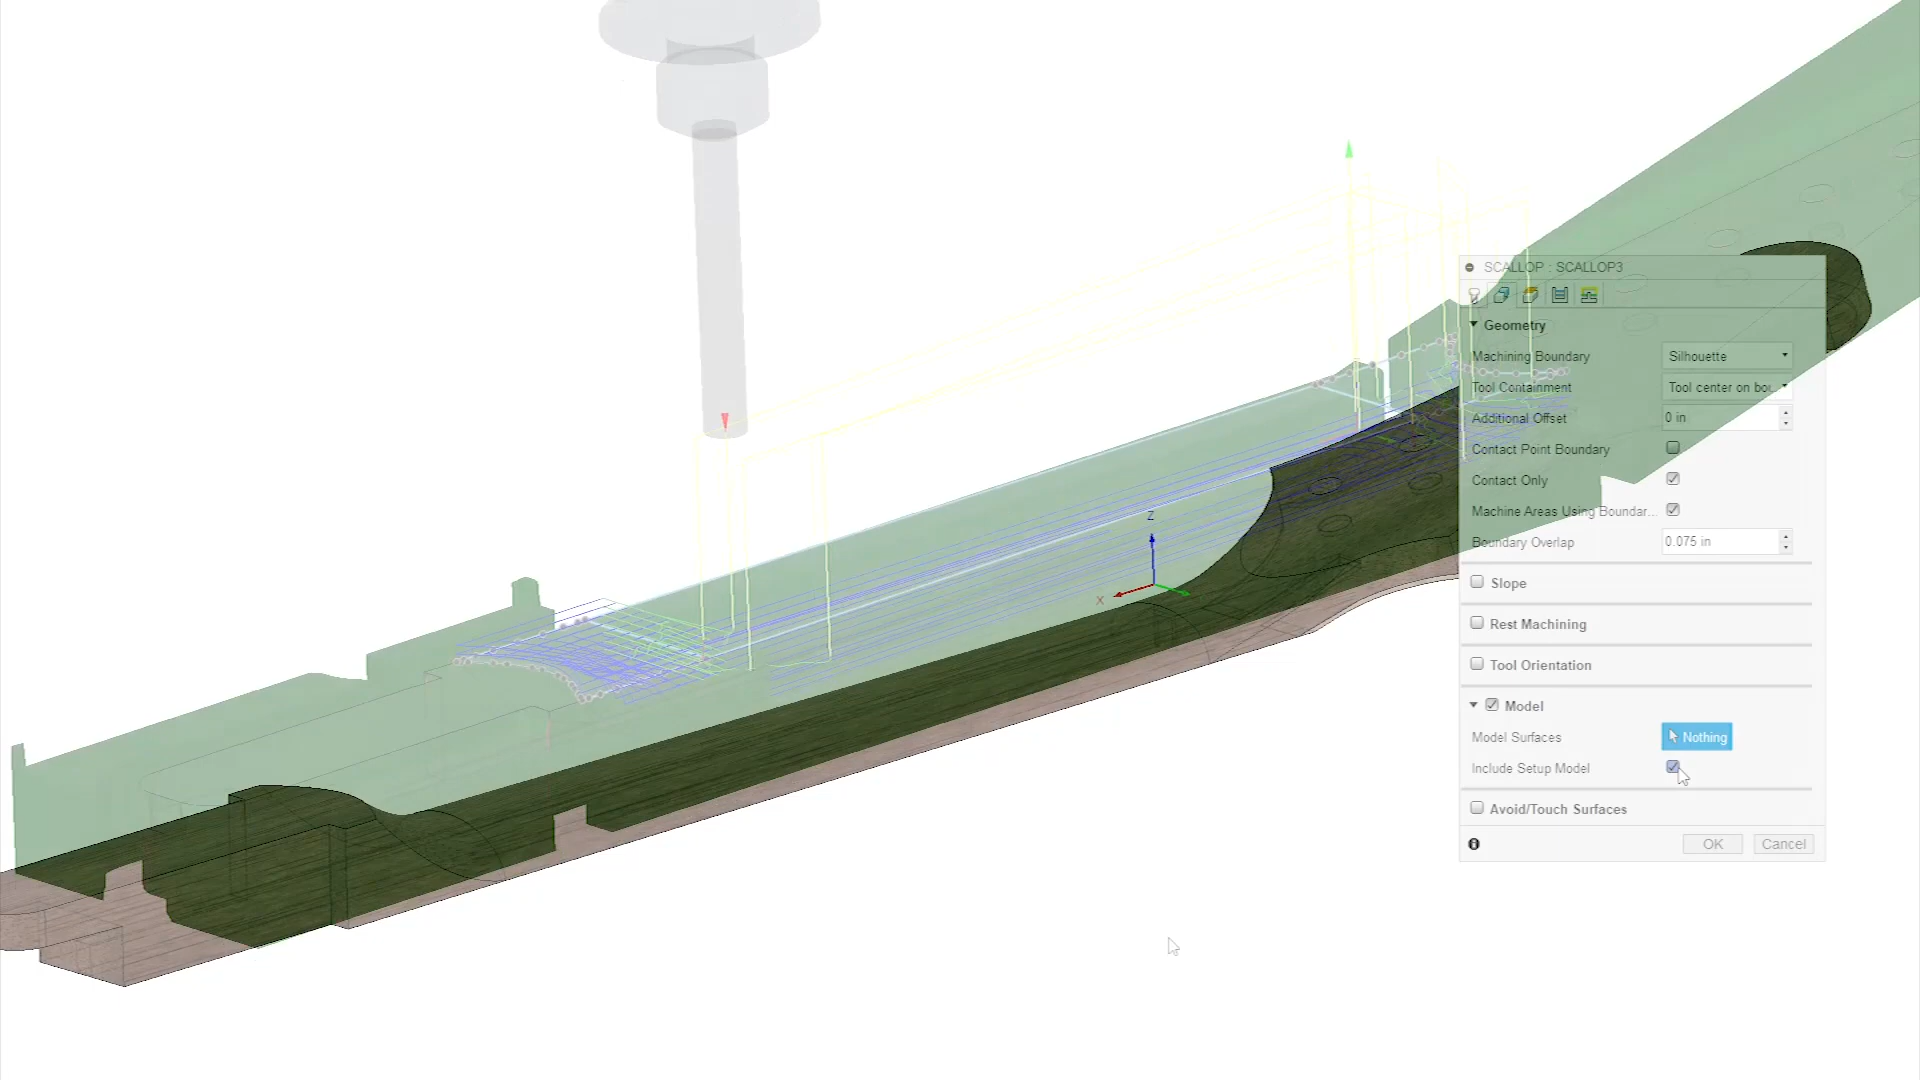 SCALLOP : SCALLOP3
Geometry
Machining Boundary Silhouette
Tool Containment Tool center on bou...
Additional Offset 0 in
Contact Point Boundary
Contact Only
Machine Areas Using Boundar...
Boundary Overlap 0.075 in
Slope
Rest Machining
Tool Orientation
Model
Model Surfaces Nothing
Include Setup Model
Avoid/Touch Surfaces
OK Cancel
Z
X